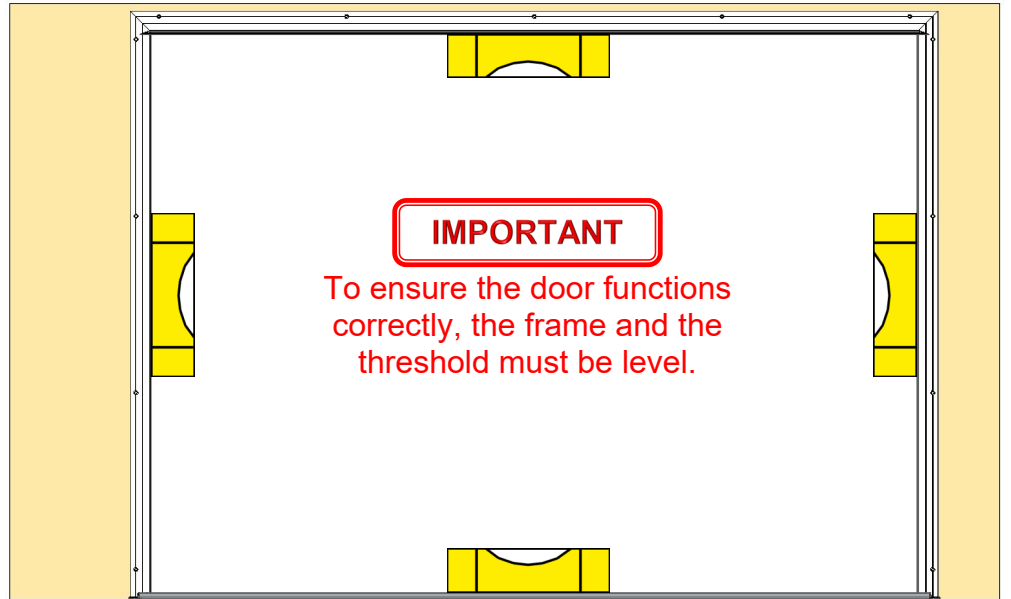 IMPORTANT
To ensure the door functions
correctly, the frame and the
threshold must be level.